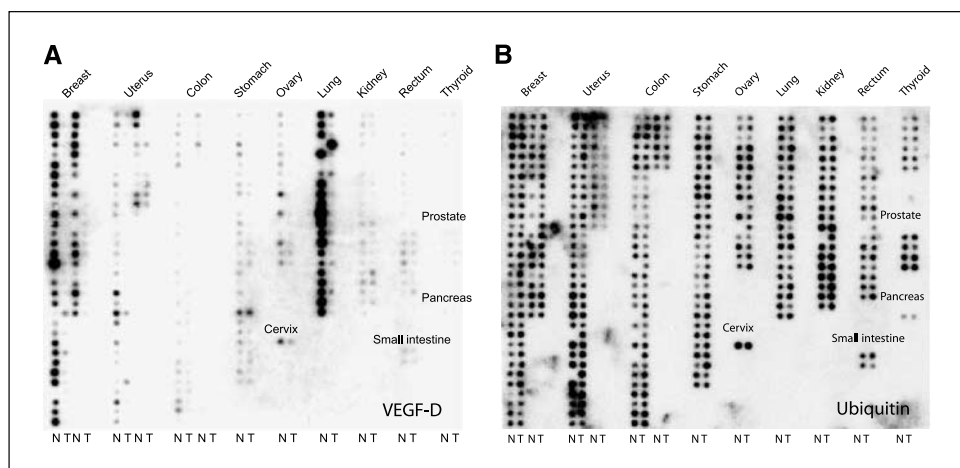 A
Breast Uterus Colon Stomach Ovary Lung Kidney Rectum Thyroid
Prostate
Pancreas
Cervix
Small intestine
VEGF-D
N T N T N T N T N T N T N T N T N T N T N T N T
B
Breast Uterus Colon Stomach Ovary Lung Kidney Rectum Thyroid
Prostate
Pancreas
Cervix
Small intestine
Ubiquitin
N T N T N T N T N T N T N T N T N T N T N T N T